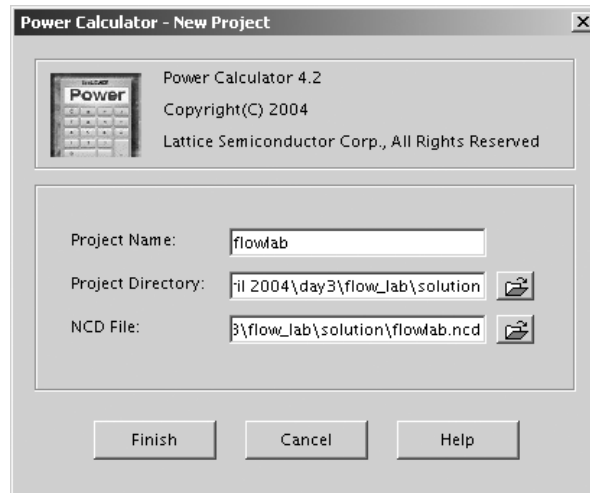 Power Calculator - New Project
Power
Power Calculator 4.2
Copyright(C) 2004
Lattice Semiconductor Corp., All Rights Reserved
Project Name:
flowlab
Project Directory:
ril 2004\day3\flow_lab\solution
NCD File:
3\flow_lab\solution\flowlab.ncd
Finish
Cancel
Help